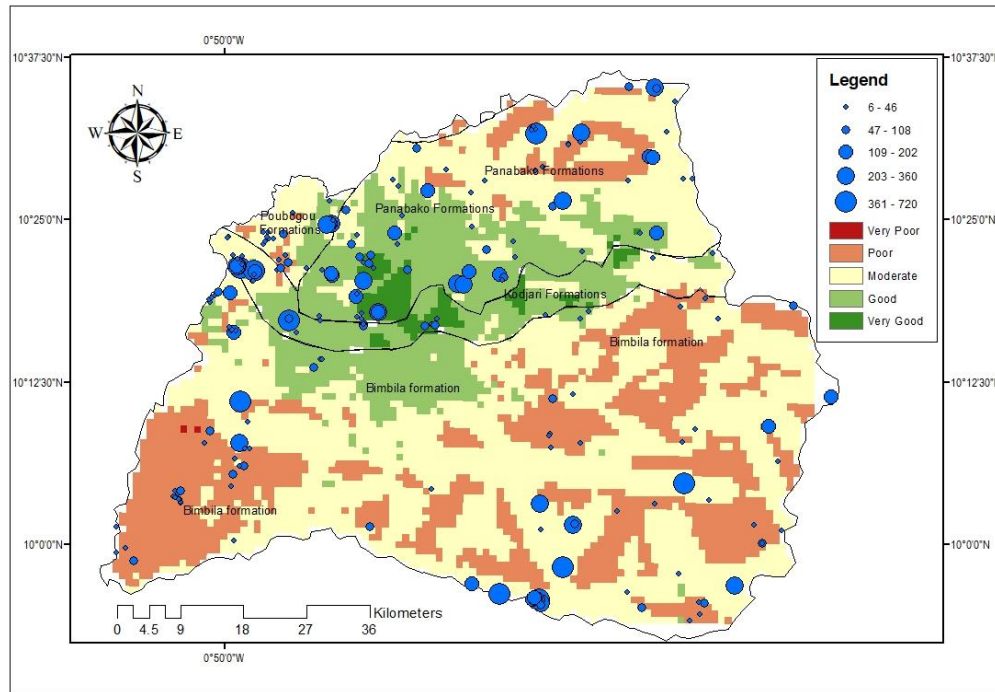 0°50'0"W
10°37'30"N
10°37'30"N
N
W
E
S
Legend
6 - 46
47 - 108
109 - 202
203 - 360
361 - 720
Very Poor
Poor
Moderate
Good
Very Good
Panabako Formations
Panabako Formations
Poubogou
Formations
10°25'0"N
10°25'0"N
Kodjari Formations
Bimbila formation
Bimbila formation
10°12'30"N
10°12'30"N
Bimbila formation
10°0'0"N
10°0'0"N
Kilometers
0 4.5 9 18 27 36
0°50'0"W